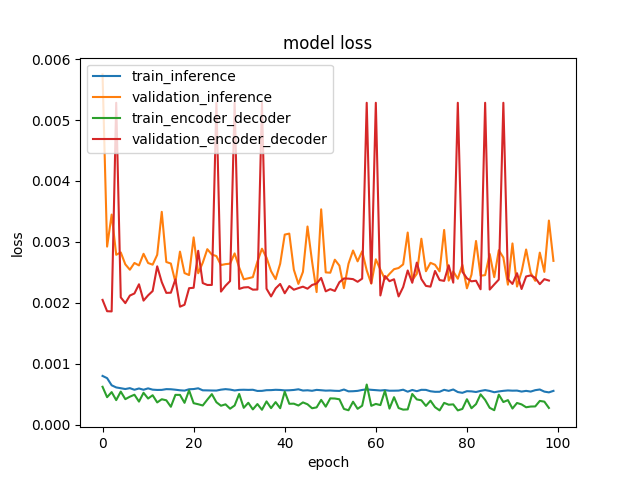 model loss
0.006
0.005
0.004
0.003
0.002
0.001
0.000
loss
train_inference
validation_inference
train_encoder_decoder
validation_encoder_decoder
0 20 40 60 80 100
epoch